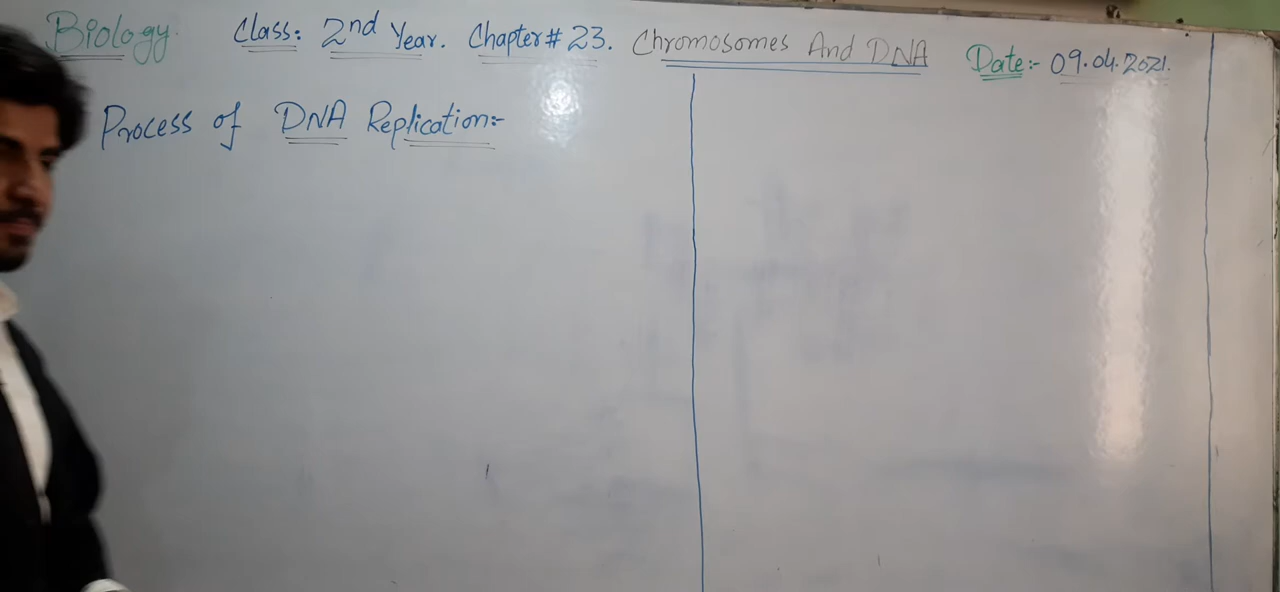 Biology. Class: 2nd Year. Chapter # 23. Chromosomes And DNA Date:- 09.04.2021.
Process of DNA Replication:-